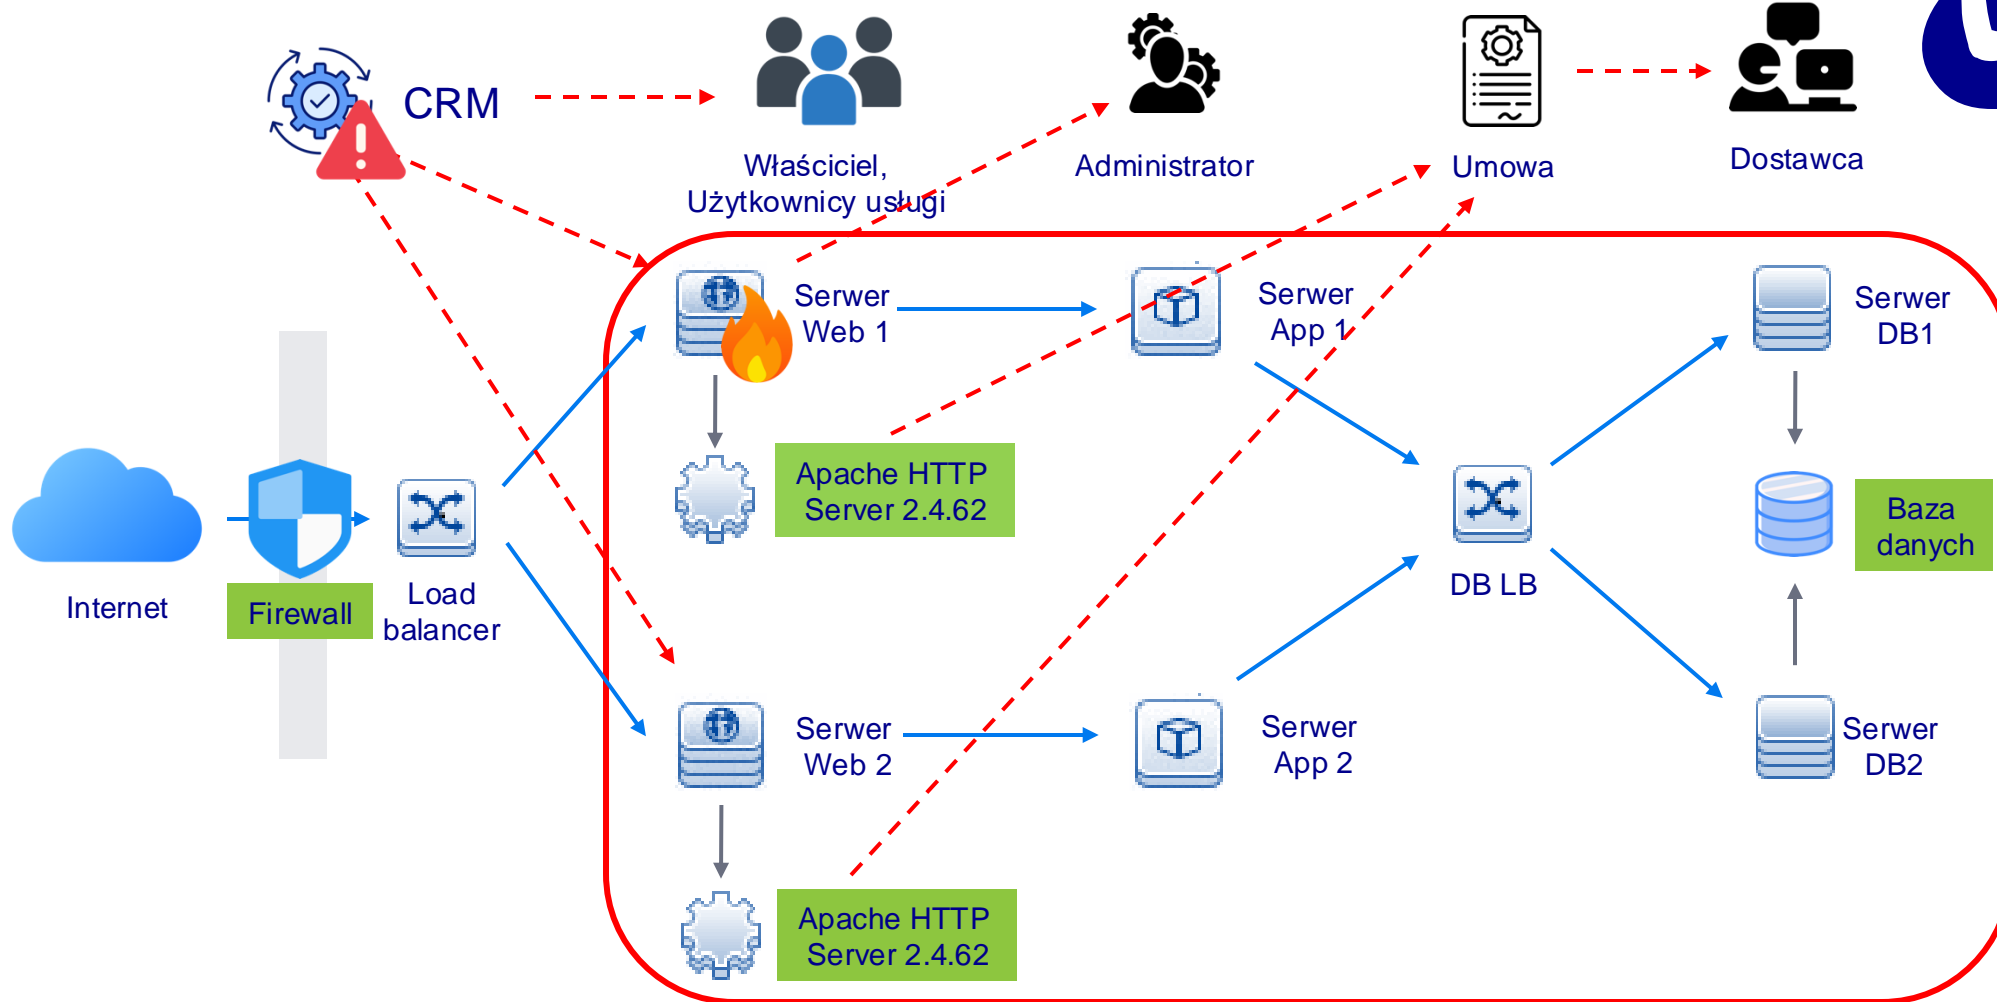 CRM
Właściciel,
Użytkownicy usługi
Administrator
Umowa
Dostawca
Serwer
Web 1
Serwer
App 1
Serwer
DB1
Apache HTTP
Server 2.4.62
Baza
danych
Internet
Firewall
Load
balancer
DB LB
Serwer
Web 2
Serwer
App 2
Serwer
DB2
Apache HTTP
Server 2.4.62